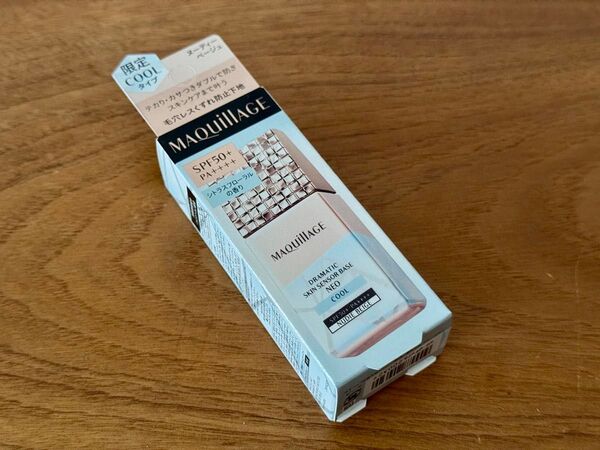 限定
COOL
タイプ
ヌーディー
ベージュ
テカリ・カサつきダブルで防ぎ
スキンケアまで叶う
毛穴レスくずれ防止下地
MAQuillAGE
SPF50+
PA++++
シトラスフローラル
の香り
MAQuillAGE
DRAMATIC
SKIN SENSOR BASE
NEO
COOL
SPF50+・PA++++
NUDIE BEIGE